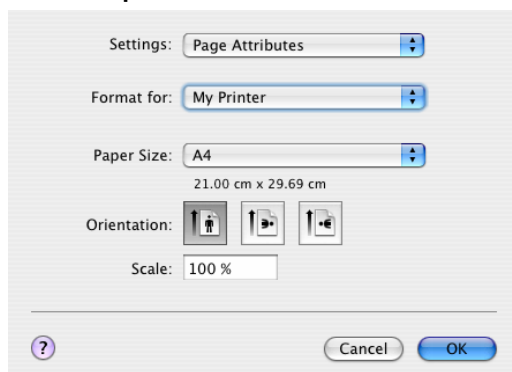 Settings: Page Attributes
Format for: My Printer
Paper Size: A4
21.00 cm x 29.69 cm
Orientation:
Scale: 100 %
? Cancel OK